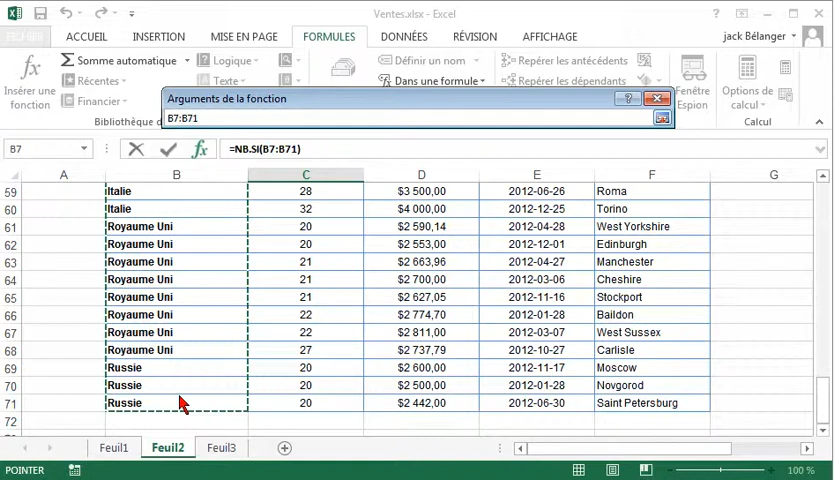 Ventes.xlsx - Excel
ACCUEIL INSERTION MISE EN PAGE FORMULES DONNÉES RÉVISION AFFICHAGE jack Bélanger
Insérer une fonction
Somme automatique
Récentes
Financier
Logique
Texte
Bibliothèque
Définir un nom
Dans une formule
Repérer les antécédents
Repérer les dépendants
Fenêtre
Espion
Options de
calcul
Calcul
Arguments de la fonction
B7:B71
B7 =NB.SI(B7:B71)
A B C D E F G
59 Italie 28 $3 500,00 2012-06-26 Roma
60 Italie 32 $4 000,00 2012-12-25 Torino
61 Royaume Uni 20 $2 590,14 2012-04-28 West Yorkshire
62 Royaume Uni 20 $2 553,00 2012-12-01 Edinburgh
63 Royaume Uni 21 $2 663,96 2012-04-27 Manchester
64 Royaume Uni 21 $2 700,00 2012-03-06 Cheshire
65 Royaume Uni 21 $2 627,05 2012-11-16 Stockport
66 Royaume Uni 22 $2 774,70 2012-01-28 Baildon
67 Royaume Uni 22 $2 811,00 2012-03-07 West Sussex
68 Royaume Uni 27 $2 737,79 2012-10-27 Carlisle
69 Russie 20 $2 600,00 2012-11-17 Moscow
70 Russie 20 $2 500,00 2012-01-28 Novgorod
71 Russie 20 $2 442,00 2012-06-30 Saint Petersburg
72
Feuil1 Feuil2 Feuil3
POINTER 100 %